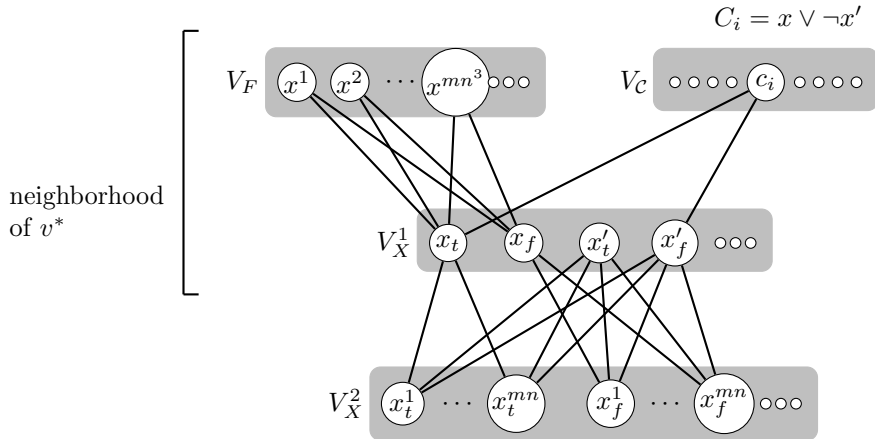 C_i = x ∨ ¬x′
V_F x^1 x^2 ··· x^{mn^3}
V_𝒞 c_i
neighborhood
of v*
V_X^1 x_t x_f x′_t x′_f
V_X^2 x_t^1 ··· x_t^{mn} x_f^1 ··· x_f^{mn}